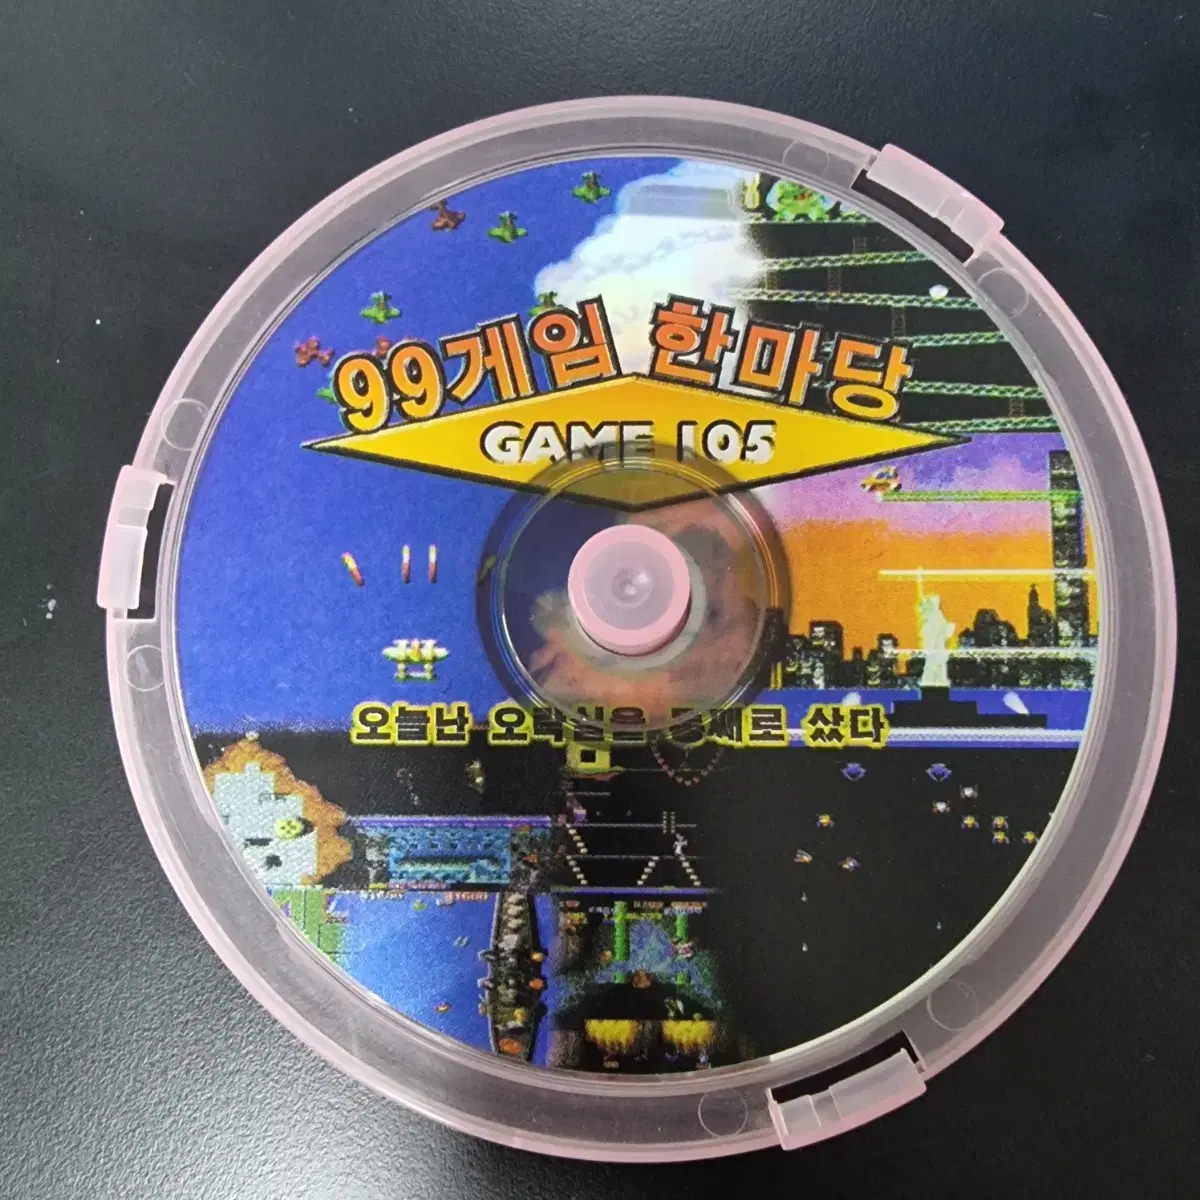 99게임 한마당
GAME 105
오늘난 오락실을 통째로 샀다